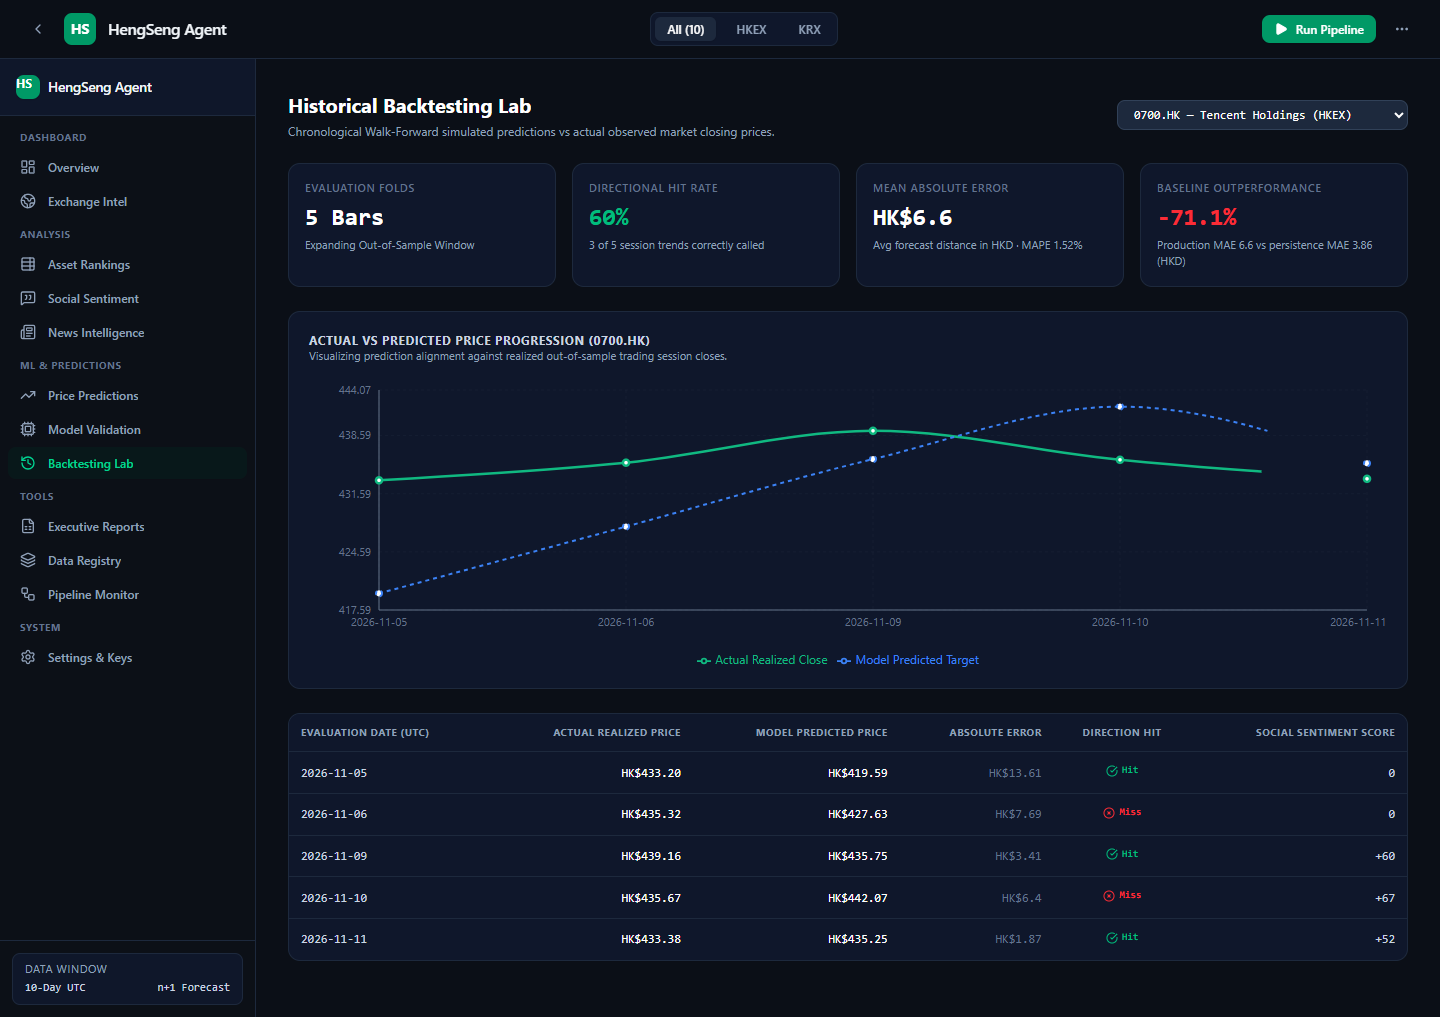 HS HengSeng Agent
All (10) HKEX KRX
Run Pipeline
HS HengSeng Agent
DASHBOARD
Overview
Exchange Intel
ANALYSIS
Asset Rankings
Social Sentiment
News Intelligence
ML & PREDICTIONS
Price Predictions
Model Validation
Backtesting Lab
TOOLS
Executive Reports
Data Registry
Pipeline Monitor
SYSTEM
Settings & Keys
DATA WINDOW
10-Day UTC n+1 Forecast
Historical Backtesting Lab
Chronological Walk-Forward simulated predictions vs actual observed market closing prices.
0700.HK — Tencent Holdings (HKEX)
EVALUATION FOLDS
5 Bars
Expanding Out-of-Sample Window
DIRECTIONAL HIT RATE
60%
3 of 5 session trends correctly called
MEAN ABSOLUTE ERROR
HK$6.6
Avg forecast distance in HKD · MAPE 1.52%
BASELINE OUTPERFORMANCE
-71.1%
Production MAE 6.6 vs persistence MAE 3.86
(HKD)
ACTUAL VS PREDICTED PRICE PROGRESSION (0700.HK)
Visualizing prediction alignment against realized out-of-sample trading session closes.
444.07
438.59
431.59
424.59
417.59
2026-11-05 2026-11-06 2026-11-09 2026-11-10 2026-11-11
Actual Realized Close Model Predicted Target
EVALUATION DATE (UTC) ACTUAL REALIZED PRICE MODEL PREDICTED PRICE ABSOLUTE ERROR DIRECTION HIT SOCIAL SENTIMENT SCORE
2026-11-05 HK$433.20 HK$419.59 HK$13.61 Hit 0
2026-11-06 HK$435.32 HK$427.63 HK$7.69 Miss 0
2026-11-09 HK$439.16 HK$435.75 HK$3.41 Hit +60
2026-11-10 HK$435.67 HK$442.07 HK$6.4 Miss +67
2026-11-11 HK$433.38 HK$435.25 HK$1.87 Hit +52